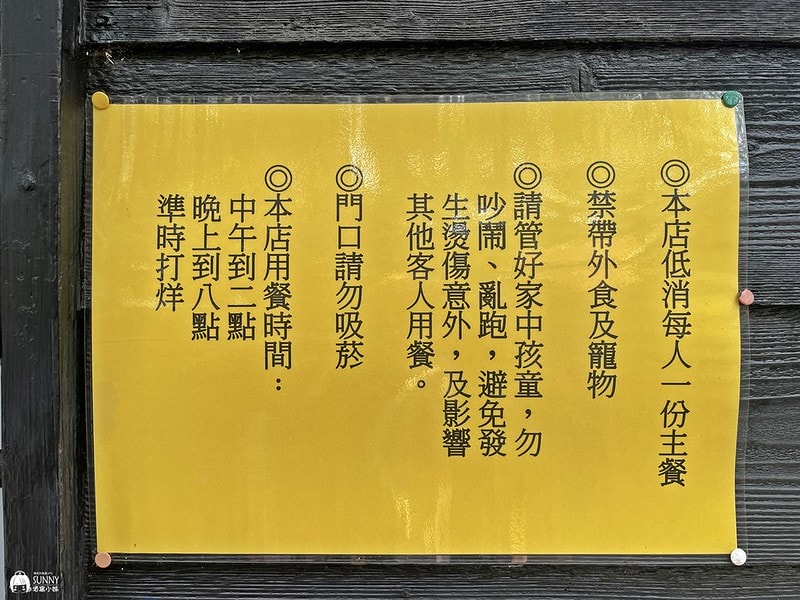 ◎本店低消每人一份主餐
◎禁帶外食及寵物
◎請管好家中孩童，勿
吵鬧、亂跑，避免發
生燙傷意外，及影響
其他客人用餐。
◎門口請勿吸菸
◎本店用餐時間：
中午到二點
晚上到八點
準時打烊
SUNNY